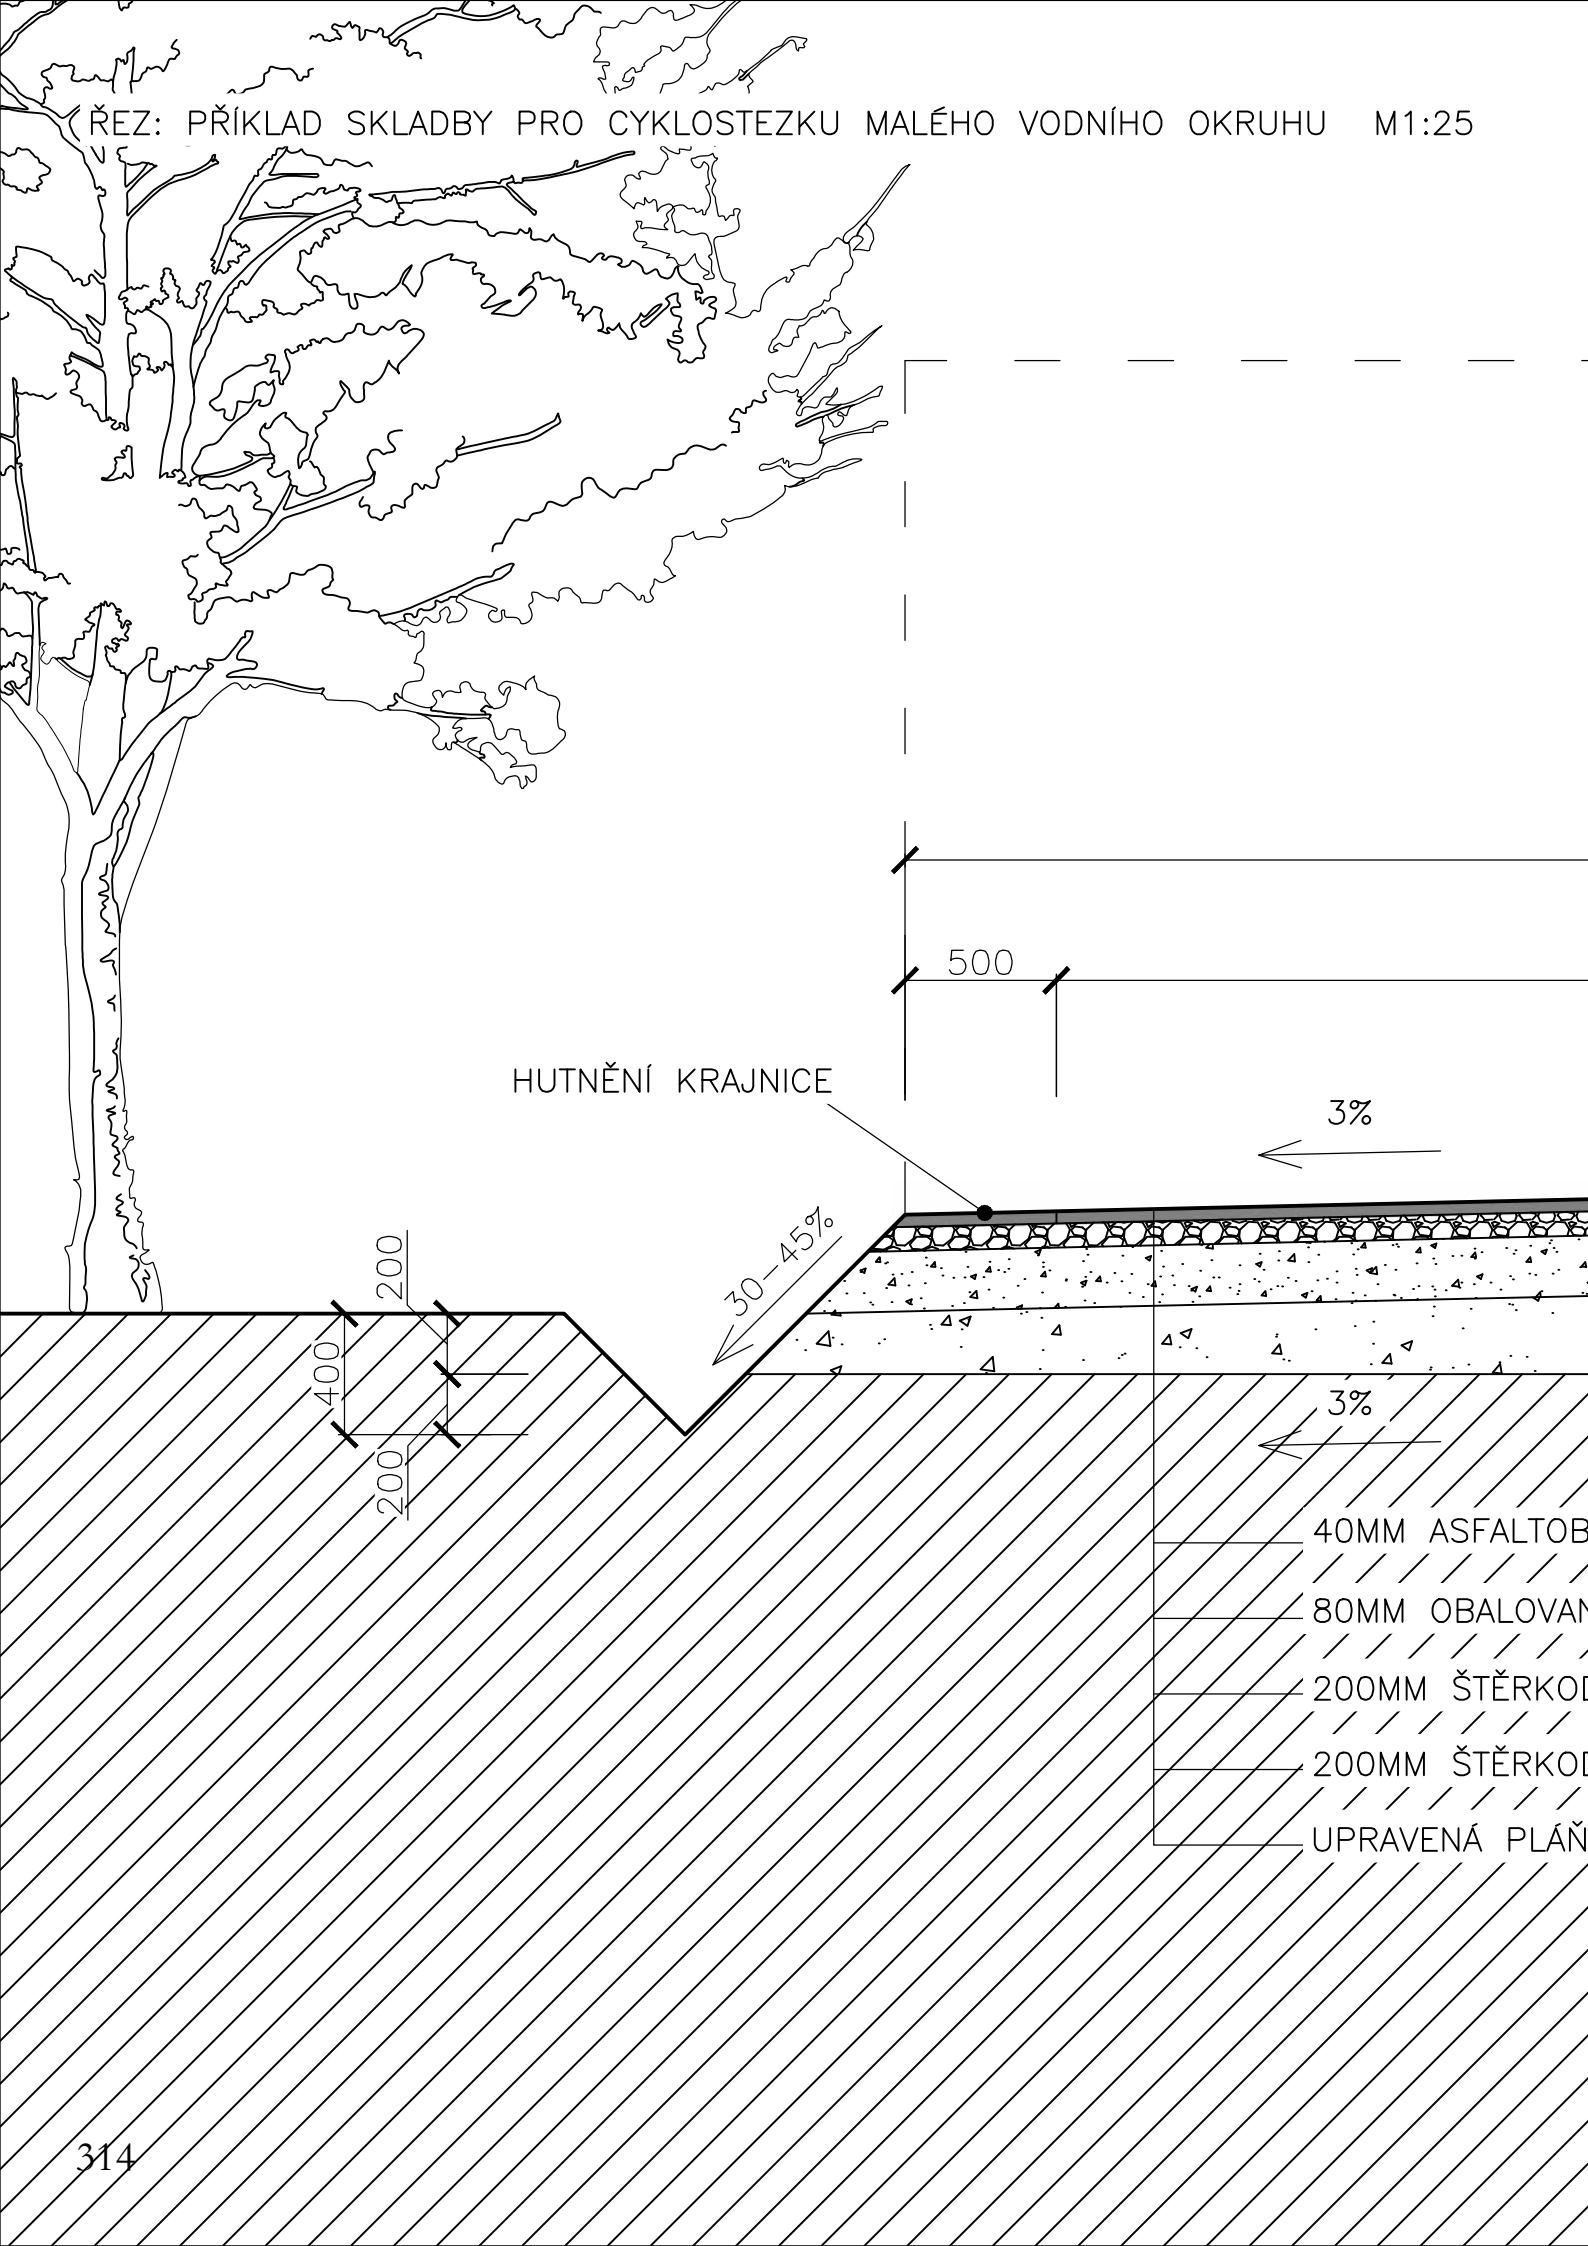 ŘEZ: PŘÍKLAD SKLADBY PRO CYKLOSTEZKU MALÉHO VODNÍHO OKRUHU M1:25
500
HUTNĚNÍ KRAJNICE
3%
30-45%
200
400
200
3%
40MM ASFALTOB
80MM OBALOVAN
200MM ŠTĚRKOD
200MM ŠTĚRKOD
UPRAVENÁ PLÁŇ
314